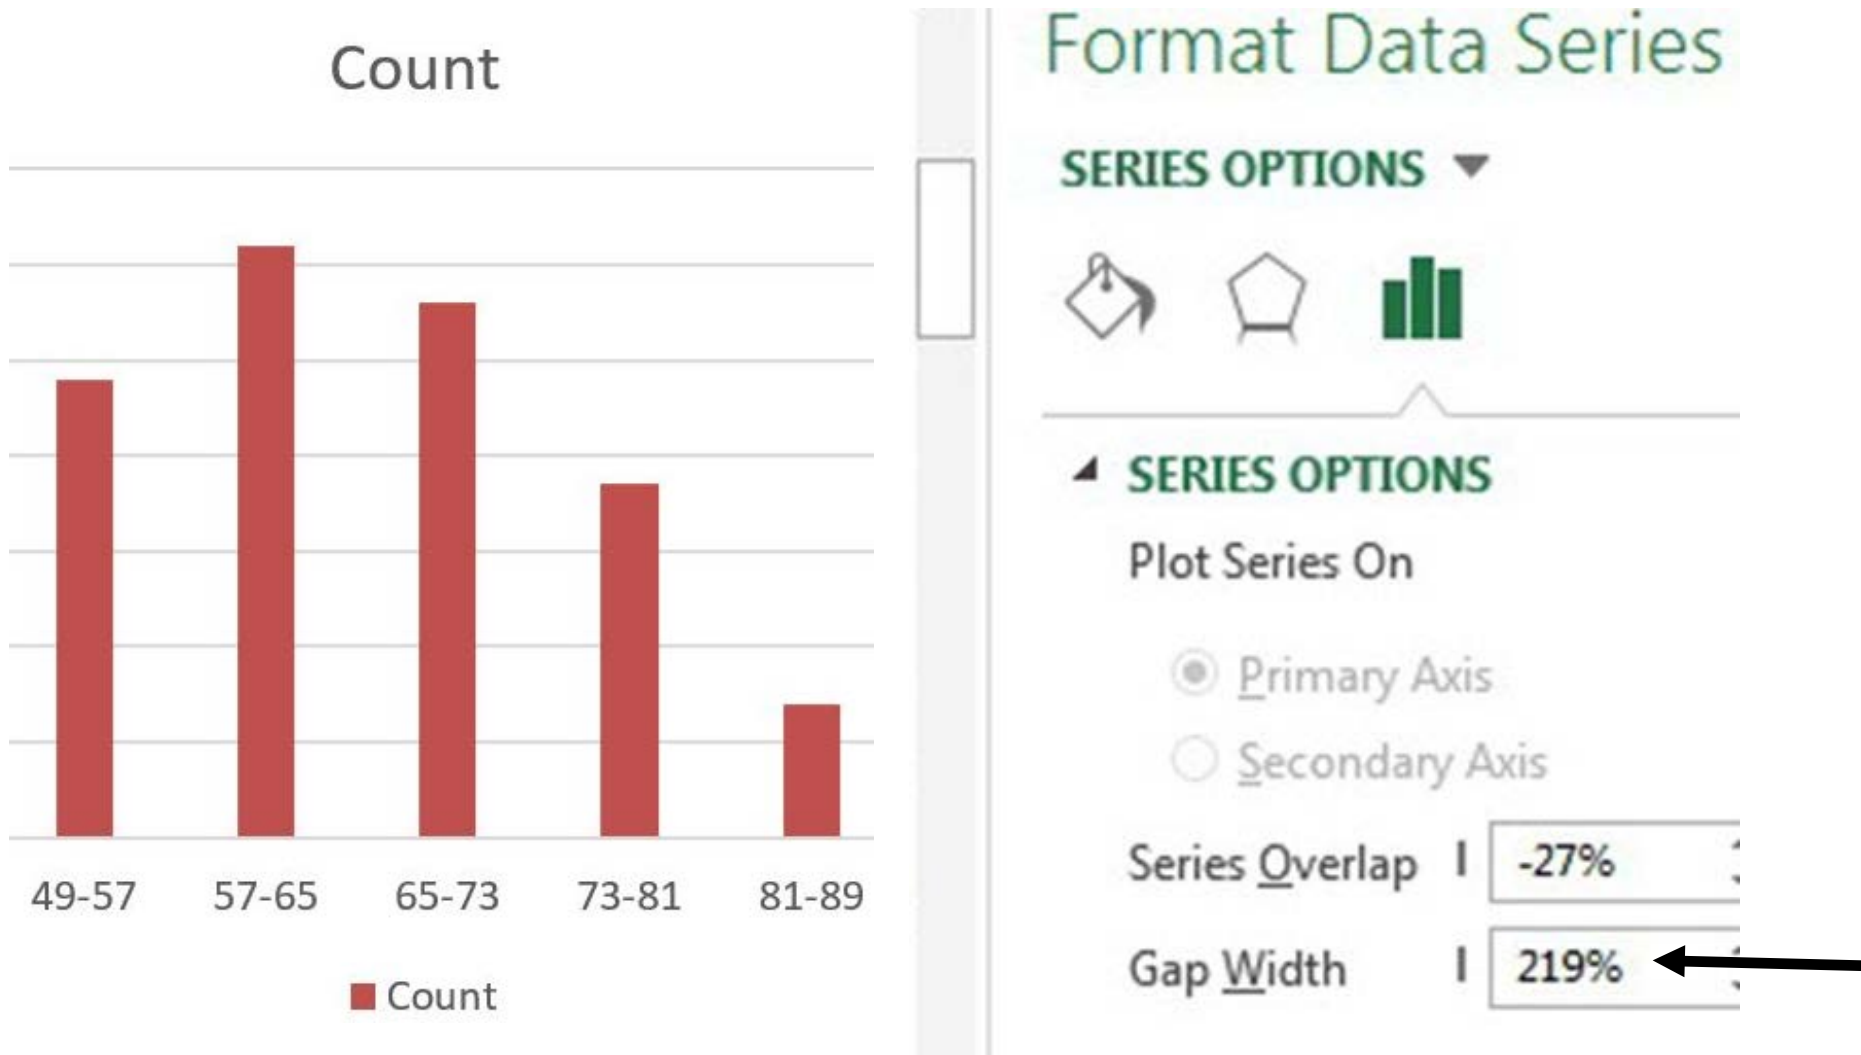 Count
49-57 57-65 65-73 73-81 81-89
Count
Format Data Series
SERIES OPTIONS
SERIES OPTIONS
Plot Series On
Primary Axis
Secondary Axis
Series Overlap -27%
Gap Width 219%